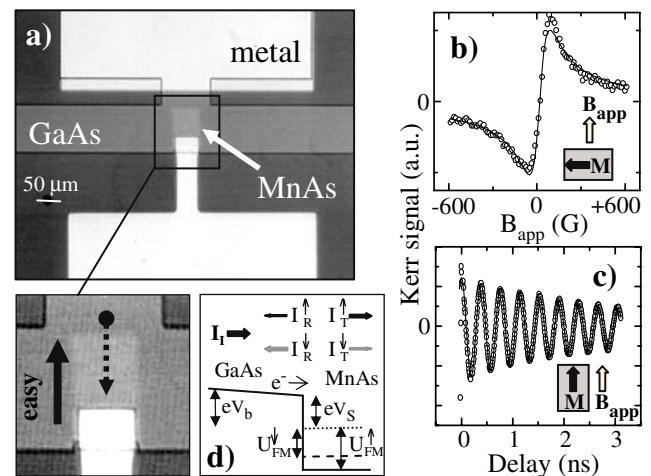 a)
metal
GaAs
MnAs
50 μm
easy
I_I
I_R^↑
I_T^↑
I_R^↓
I_T^↓
GaAs
e⁻→
MnAs
eV_b
eV_S
d)
U_FM^↓
U_FM^↑
Kerr signal (a.u.)
b)
0
B_app
M
-600
0
+600
B_app (G)
c)
0
M
B_app
0
1
2
3
Delay (ns)